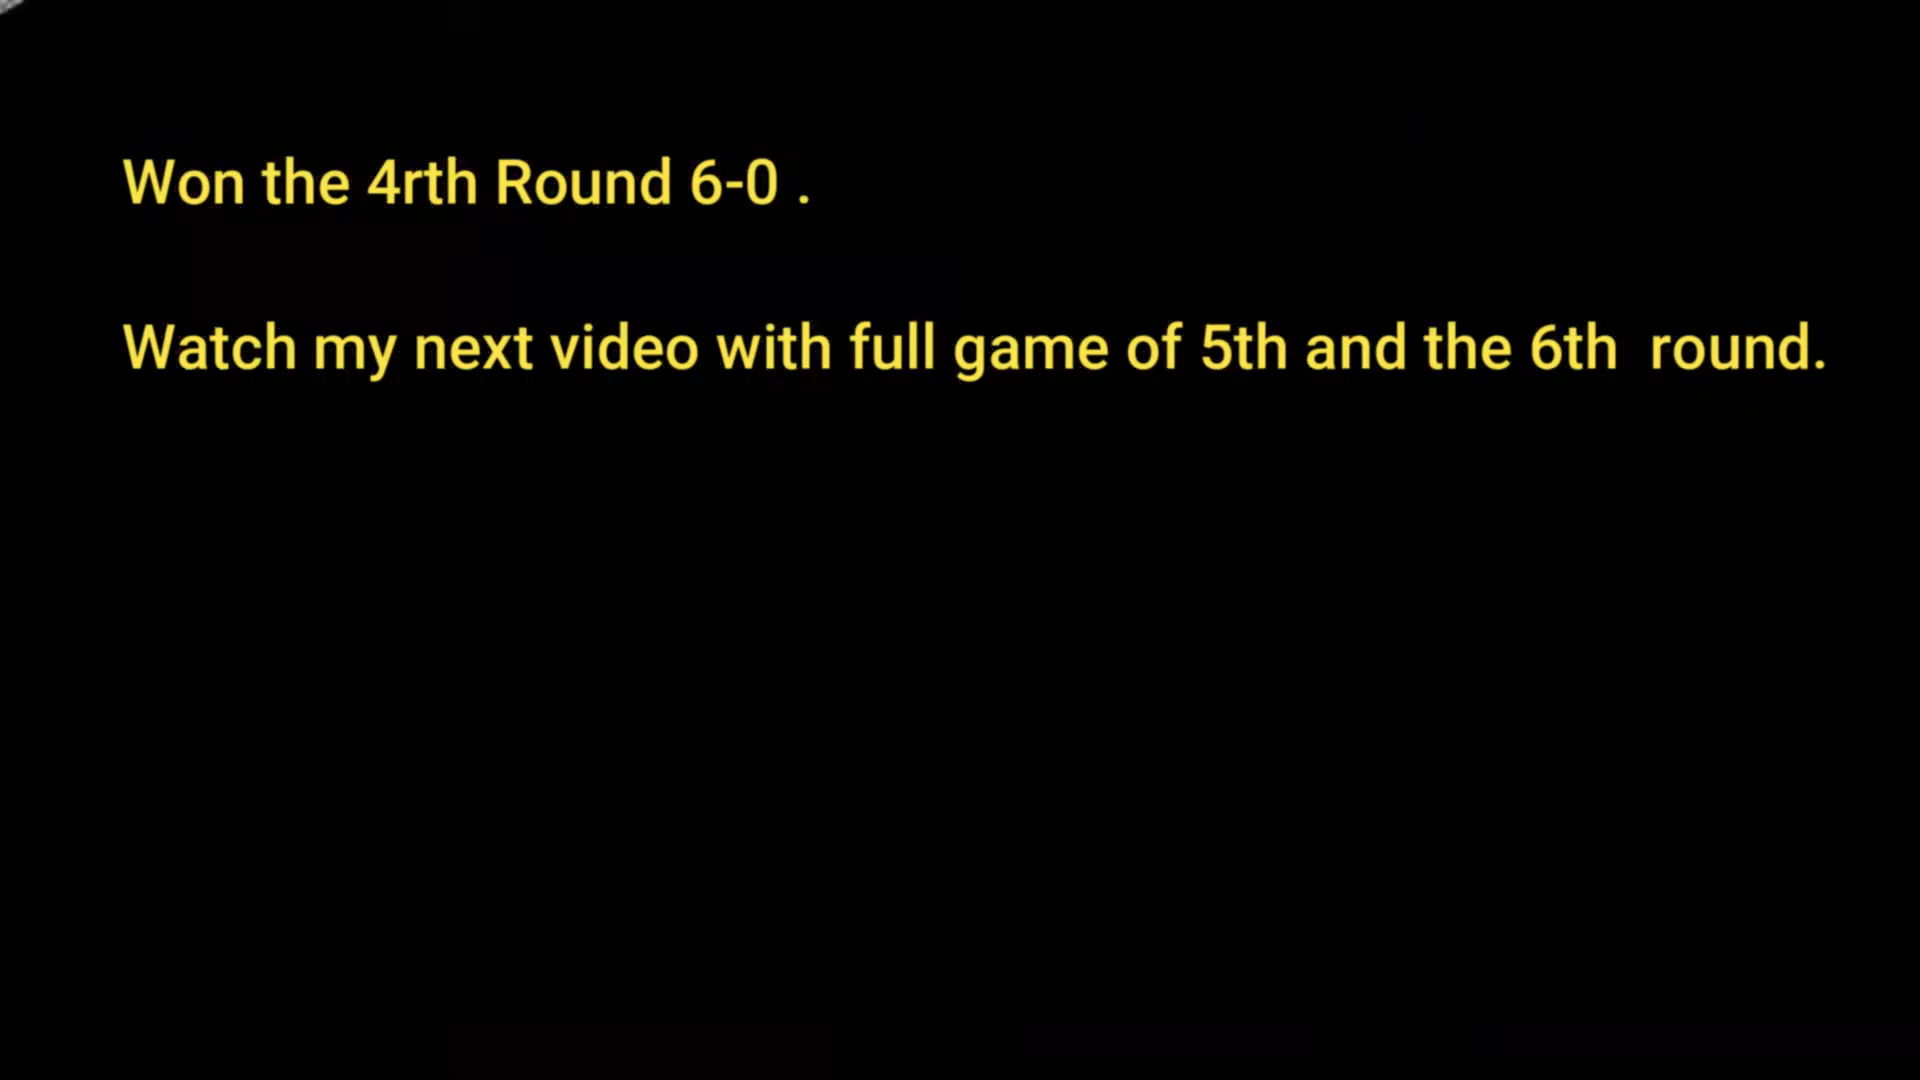 Won the 4rth Round 6-0 .
Watch my next video with full game of 5th and the 6th  round.